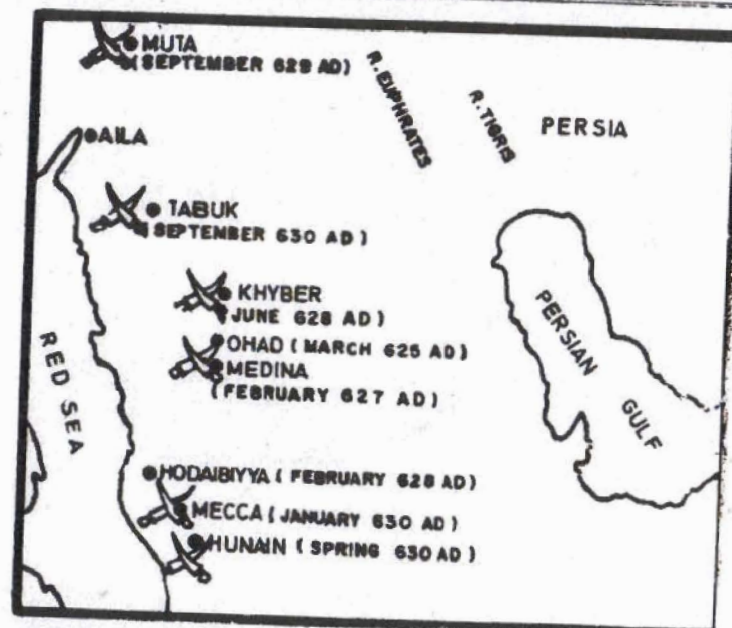 MUTA
(SEPTEMBER 629 AD)
R. EUPHRATES
R. TIGRIS
PERSIA
AILA
TABUK
(SEPTEMBER 630 AD)
KHYBER
(JUNE 628 AD)
OHAD (MARCH 625 AD)
MEDINA
(FEBRUARY 627 AD)
RED SEA
PERSIAN GULF
HODAIBIYYA (FEBRUARY 628 AD)
MECCA (JANUARY 630 AD)
HUNAIN (SPRING 630 AD)